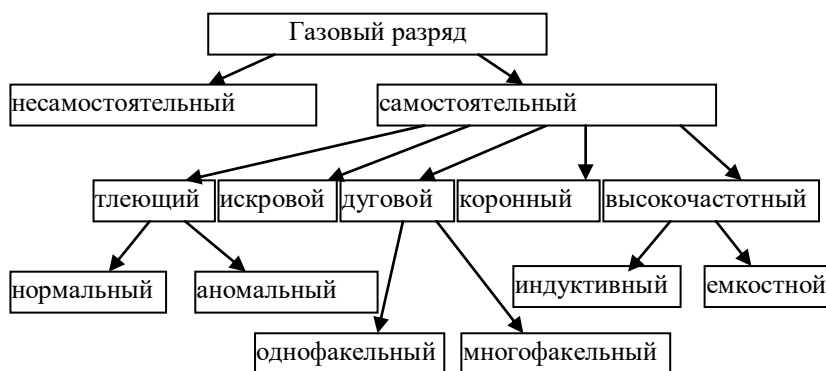 Газовый разряд
несамостоятельный
самостоятельный
тлеющий
искровой
дуговой
коронный
высокочастотный
нормальный
аномальный
индуктивный
емкостной
однофакельный
многофакельный